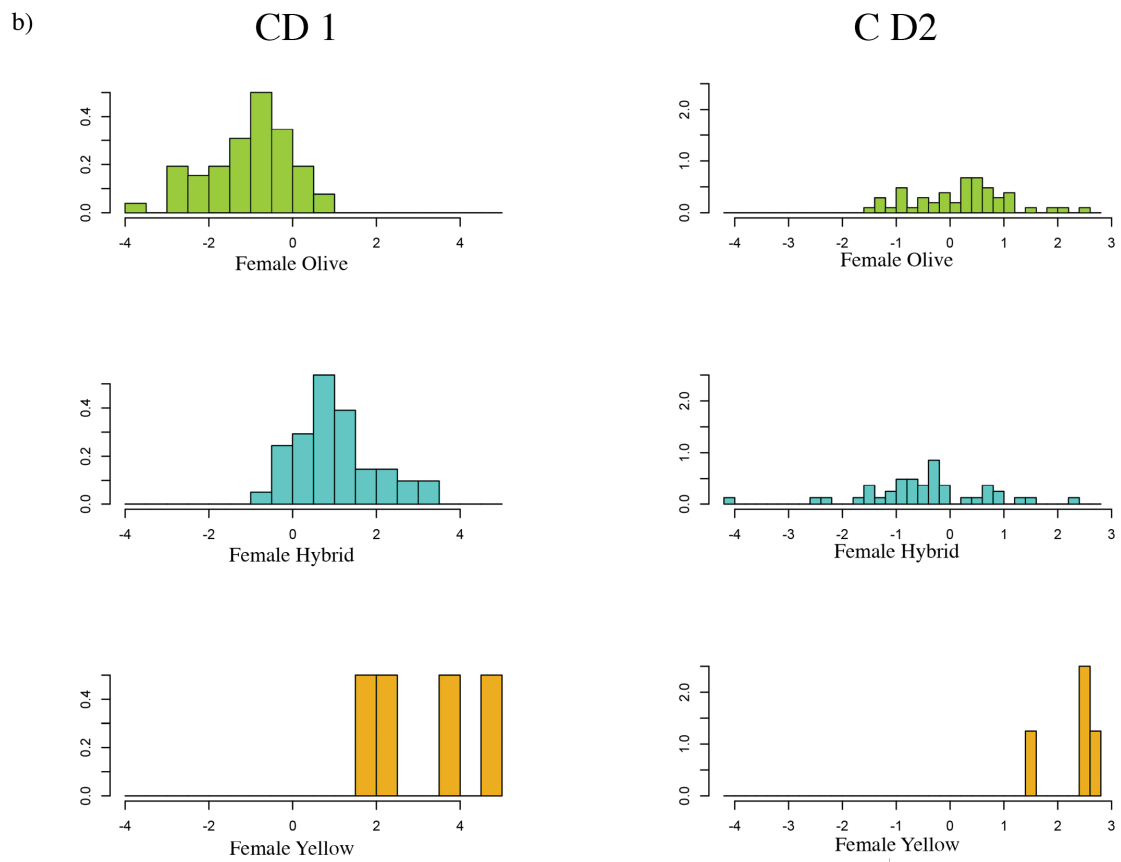 b)
CD 1
C D2
0.0 0.2 0.4
-4 -2 0 2 4
Female Olive
0.0 1.0 2.0
-4 -3 -2 -1 0 1 2 3
Female Olive
0.0 0.2 0.4
-4 -2 0 2 4
Female Hybrid
0.0 1.0 2.0
-4 -3 -2 -1 0 1 2 3
Female Hybrid
0.0 0.2 0.4
-4 -2 0 2 4
Female Yellow
0.0 1.0 2.0
-4 -3 -2 -1 0 1 2 3
Female Yellow